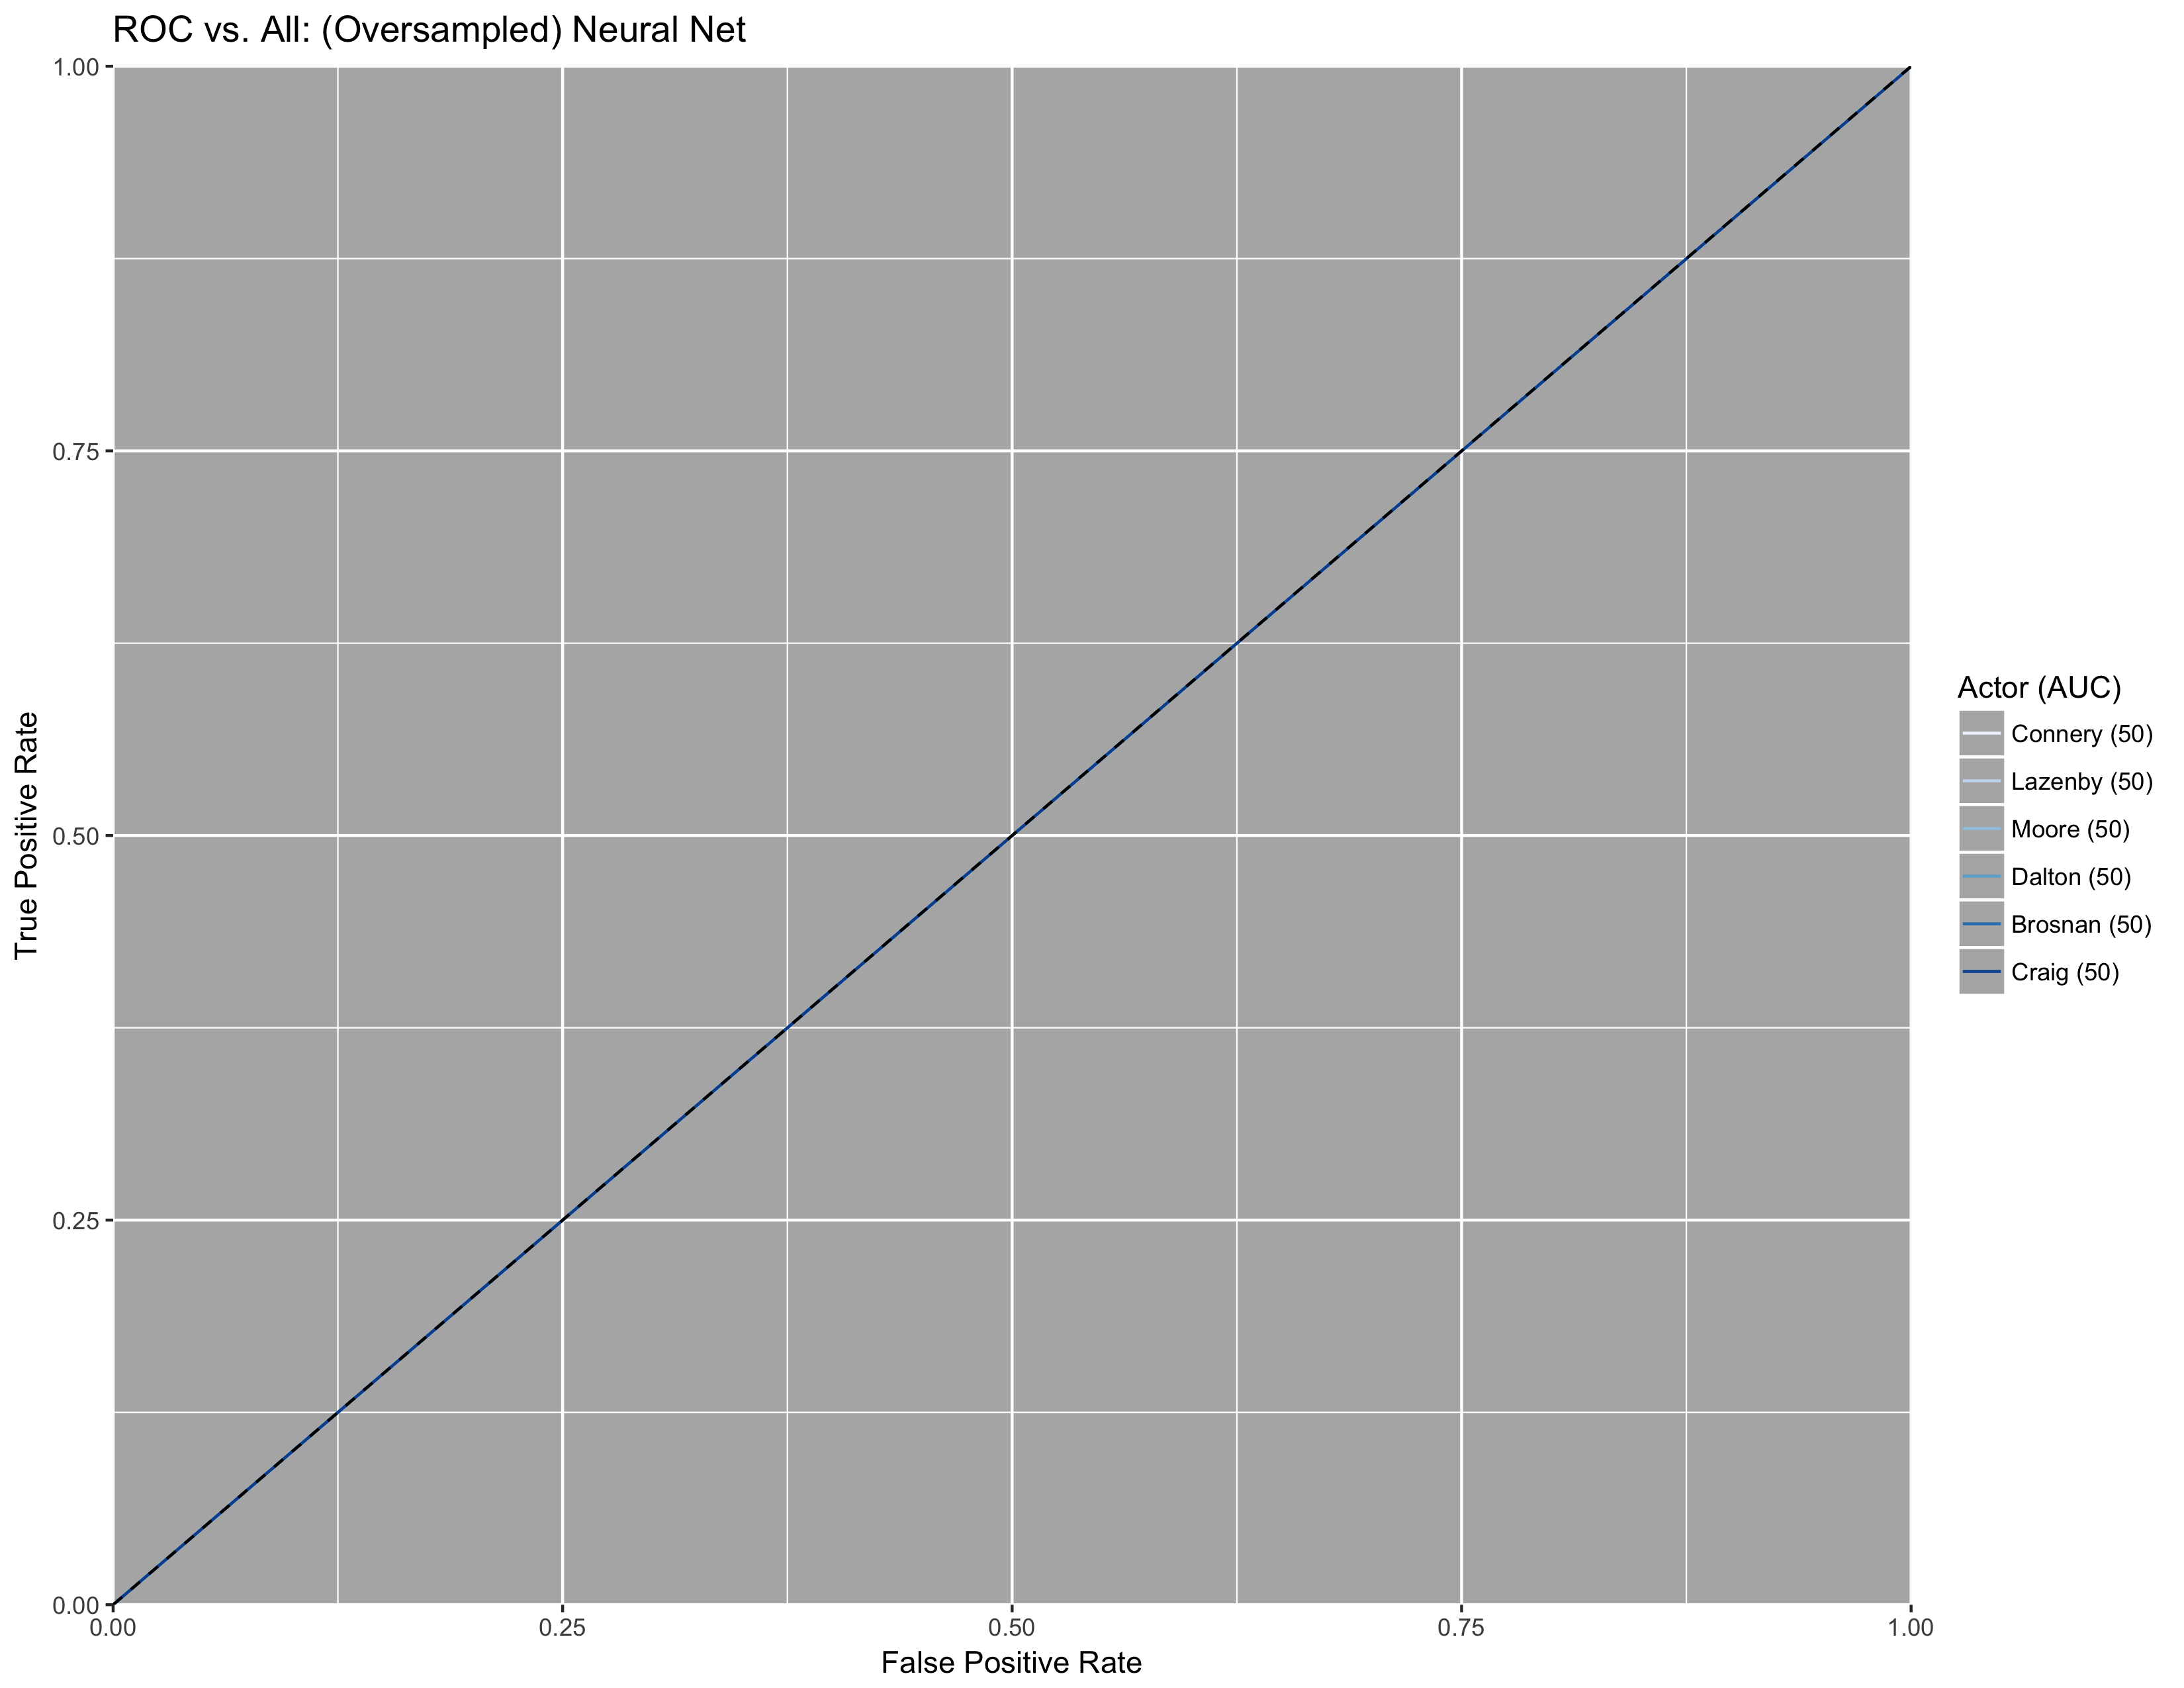 ROC vs. All: (Oversampled) Neural Net
1.00
0.75
0.50
0.25
0.00
True Positive Rate
0.00 0.25 0.50 0.75 1.00
False Positive Rate
Actor (AUC)
Connery (50)
Lazenby (50)
Moore (50)
Dalton (50)
Brosnan (50)
Craig (50)